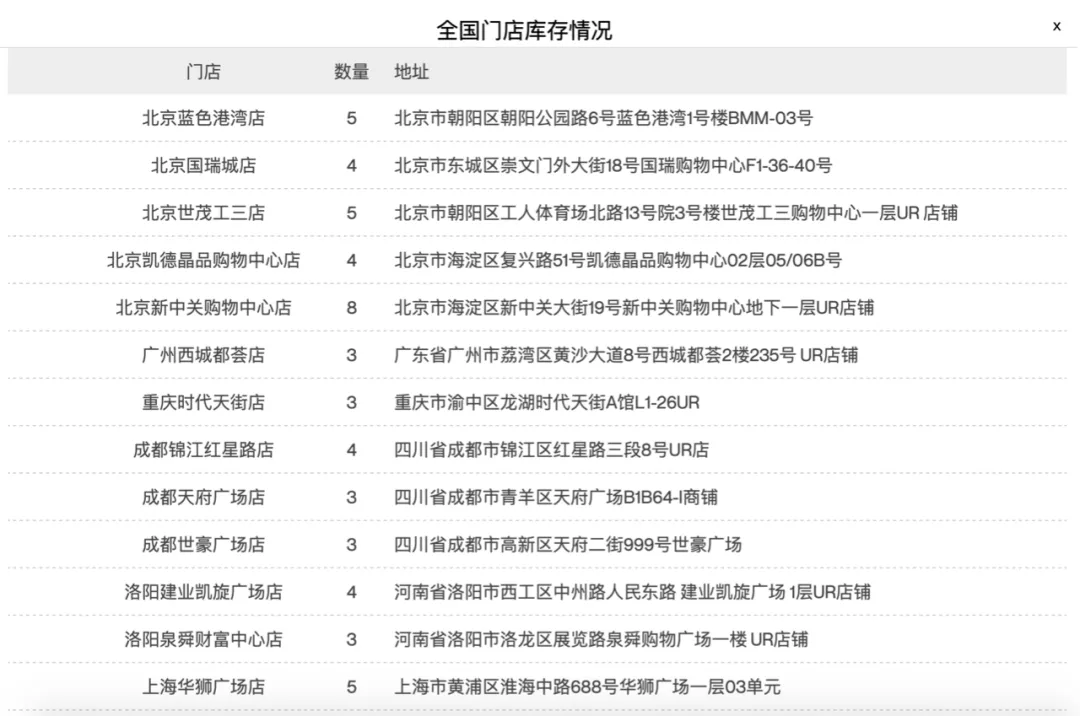 全国门店库存情况 x
门店 数量 地址
北京蓝色港湾店 5 北京市朝阳区朝阳公园路6号蓝色港湾1号楼BMM-03号
北京国瑞城店 4 北京市东城区崇文门外大街18号国瑞购物中心F1-36-40号
北京世茂工三店 5 北京市朝阳区工人体育场北路13号院3号楼世茂工三购物中心一层UR 店铺
北京凯德晶品购物中心店 4 北京市海淀区复兴路51号凯德晶品购物中心02层05/06B号
北京新中关购物中心店 8 北京市海淀区新中关大街19号新中关购物中心地下一层UR店铺
广州西城都荟店 3 广东省广州市荔湾区黄沙大道8号西城都荟2楼235号 UR店铺
重庆时代天街店 3 重庆市渝中区龙湖时代天街A馆L1-26UR
成都锦江红星路店 4 四川省成都市锦江区红星路三段8号UR店
成都天府广场店 3 四川省成都市青羊区天府广场B1B64-I商铺
成都世豪广场店 3 四川省成都市高新区天府二街999号世豪广场
洛阳建业凯旋广场店 4 河南省洛阳市西工区中州路人民东路 建业凯旋广场 1层UR店铺
洛阳泉舜财富中心店 3 河南省洛阳市洛龙区展览路泉舜购物广场一楼 UR店铺
上海华狮广场店 5 上海市黄浦区淮海中路688号华狮广场一层03单元